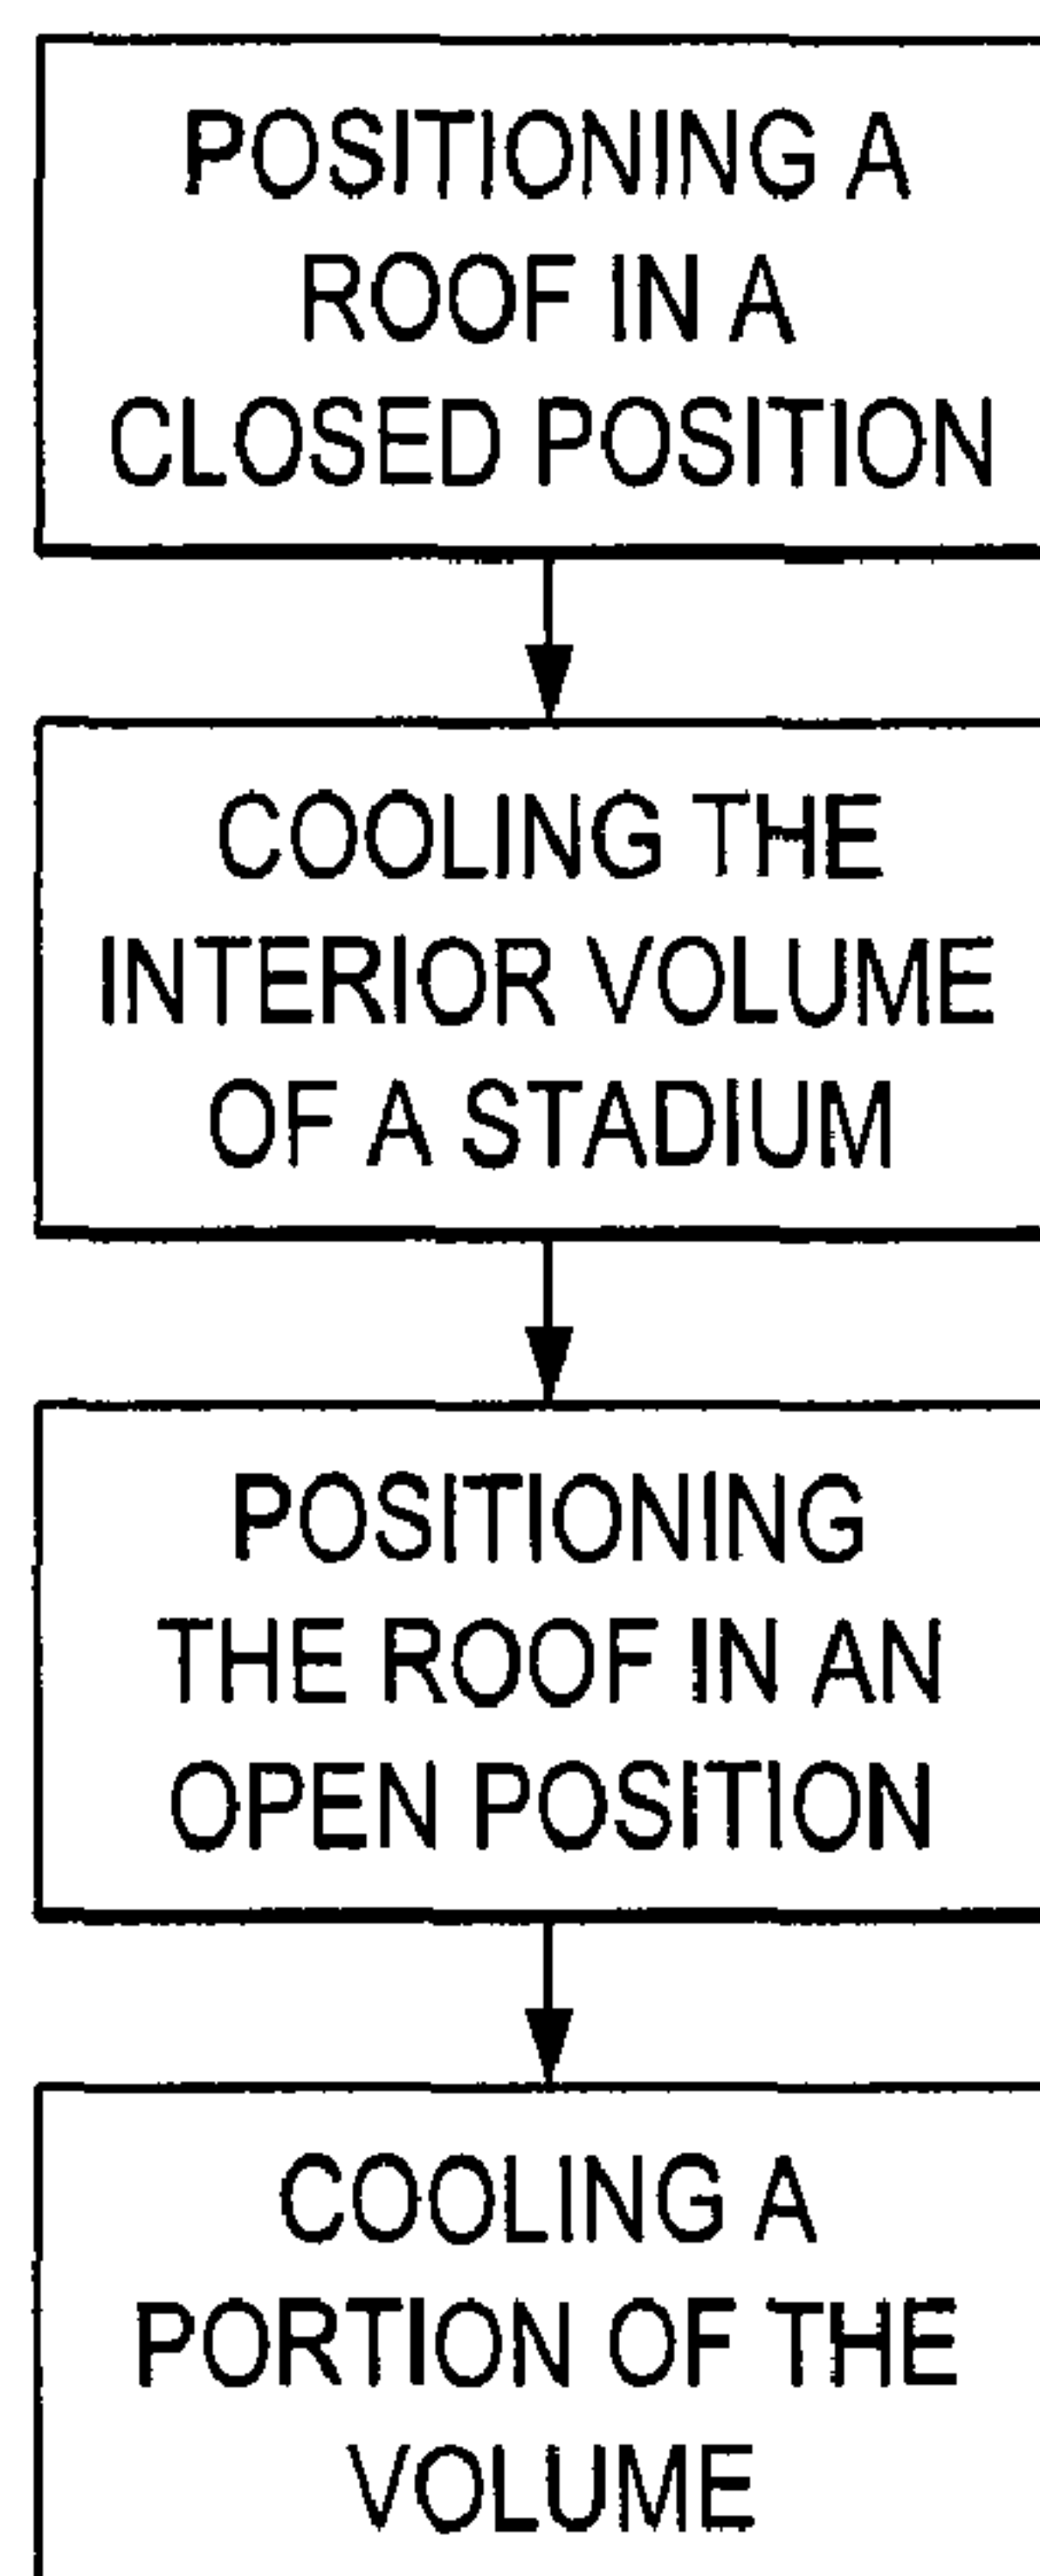 POSITIONING A
ROOF IN A
CLOSED POSITION
COOLING THE
INTERIOR VOLUME
OF A STADIUM
POSITIONING
THE ROOF IN AN
OPEN POSITION
COOLING A
PORTION OF THE
VOLUME